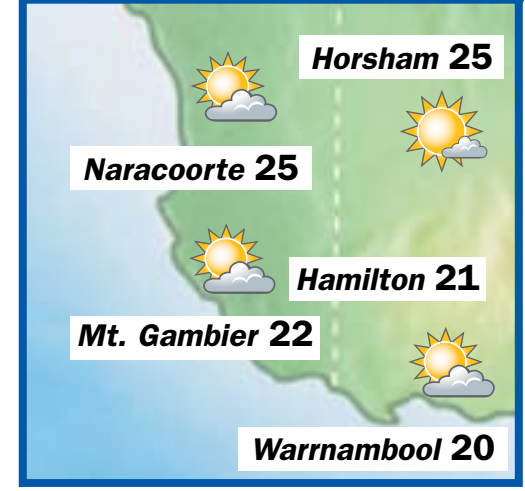 Horsham 25
Naracoorte 25
Hamilton 21
Mt. Gambier 22
Warrnambool 20